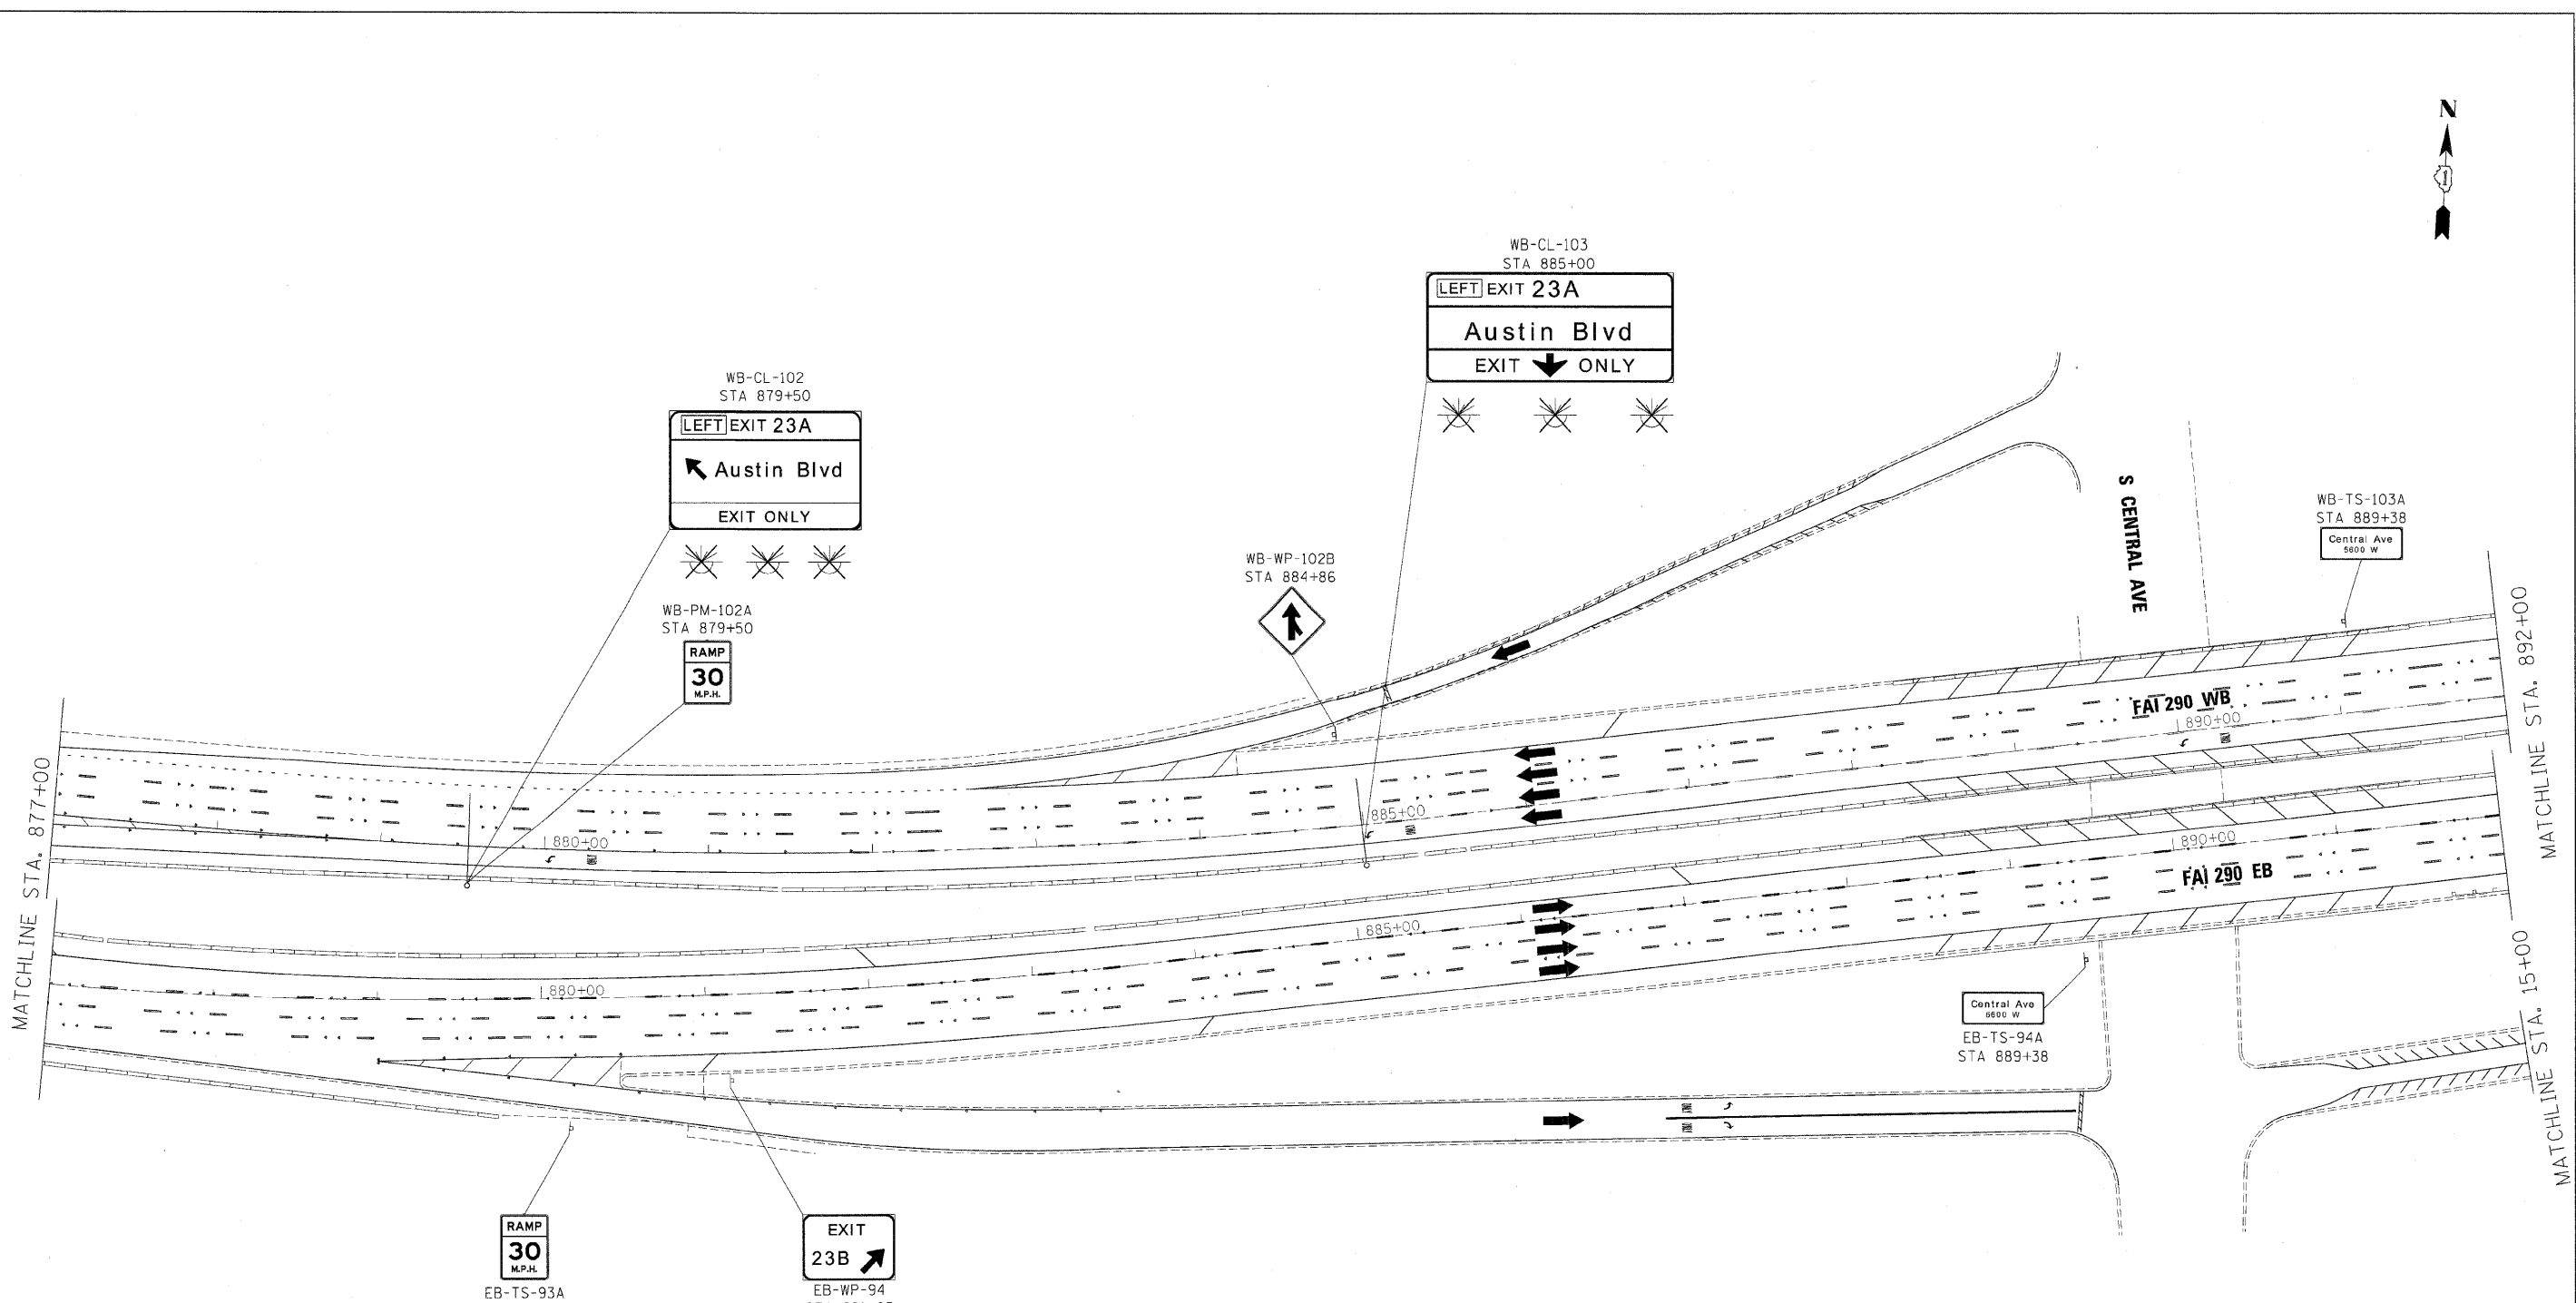 N
WB-CL-103
STA 885+00
LEFT EXIT 23A
Austin Blvd
EXIT ONLY
WB-CL-102
STA 879+50
LEFT EXIT 23A
Austin Blvd
EXIT ONLY
WB-PM-102A
STA 879+50
RAMP
30
M.P.H.
WB-WP-102B
STA 884+86
S CENTRAL AVE
WB-TS-103A
STA 889+38
Central Ave
5600 W
MATCHLINE STA. 877+00
MATCHLINE STA. 892+00
FAI 290 WB
890+00
885+00
880+00
890+00
FAI 290 EB
885+00
880+00
Central Ave
5600 W
EB-TS-94A
STA 889+38
MATCHLINE STA. 15+00
ONLY
ONLY
RAMP
30
M.P.H.
EB-TS-93A
EXIT
23B
EB-WP-94